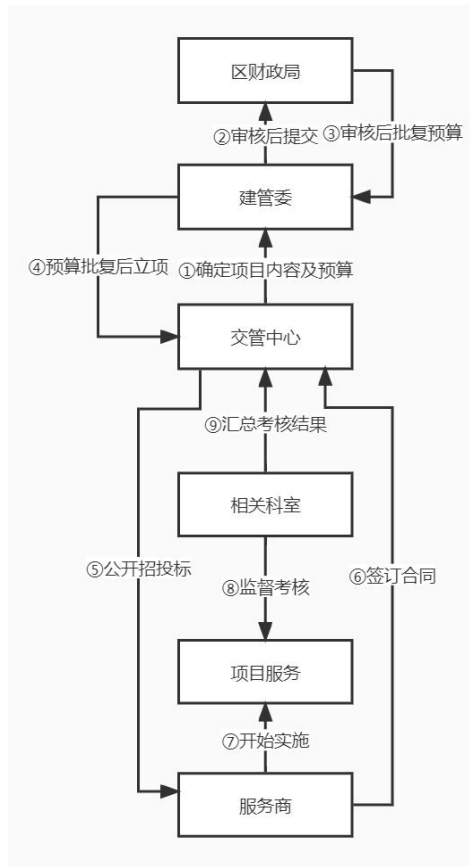 区财政局
②审核后提交
③审核后批复预算
建管委
④预算批复后立项
①确定项目内容及预算
交管中心
⑨汇总考核结果
相关科室
⑤公开招投标
⑧监督考核
⑥签订合同
项目服务
⑦开始实施
服务商